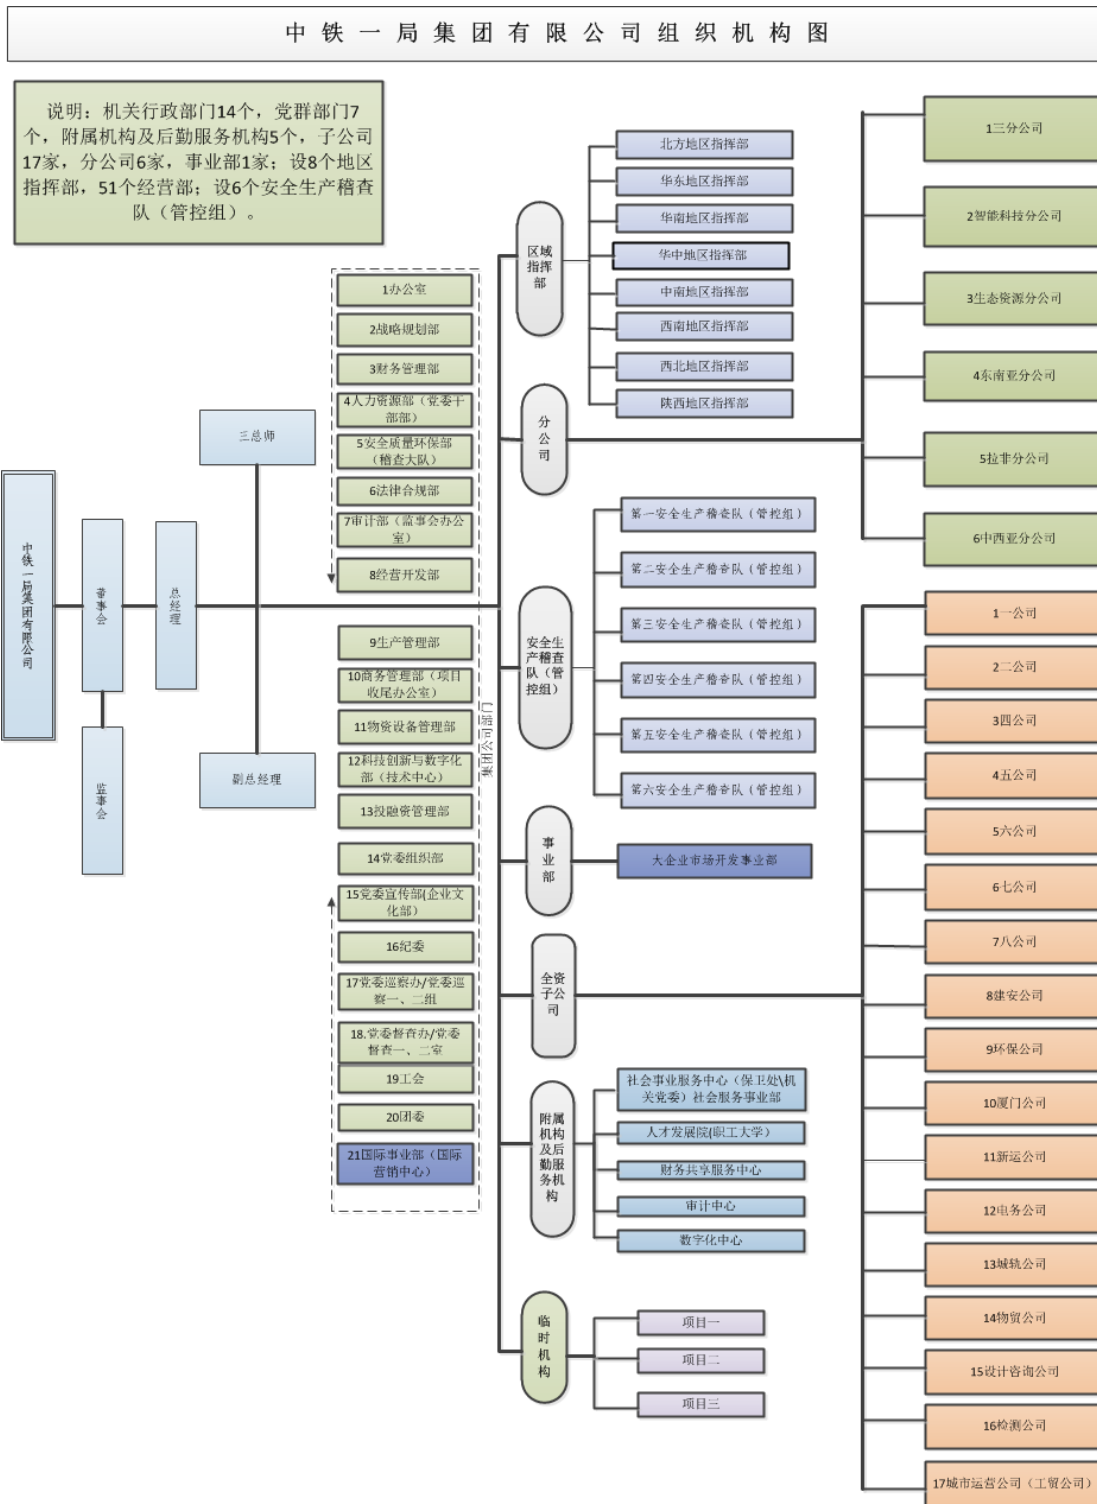 中铁一局集团有限公司组织机构图
说明：机关行政部门14个，党群部门7
个，附属机构及后勤服务机构5个，子公司
17家，分公司6家，事业部1家；设8个地区
指挥部，51个经营部；设6个安全生产稽查
队（管控组）。
中铁一局集团有限公司
董事会
监事会
总经理
三总师
副总经理
1办公室
2战略规划部
3财务管理部
4人力资源部（党委干
部部）
5安全质量环保部
（稽查大队）
6法律合规部
7审计部（监事会办公
室）
8经营开发部
9生产管理部
10商务管理部（项目
收尾办公室）
11物资设备管理部
12科技创新与数字化
部（技术中心）
13投融资管理部
14党委组织部
15党委宣传部(企业文
化部）
16纪委
17党委巡察办/党委巡
察一、二组
18.党委督查办/党委
督查一、二室
19工会
20团委
21国际事业部（国际
营销中心）
集团公司部门
区域
指挥
部
北方地区指挥部
华东地区指挥部
华南地区指挥部
华中地区指挥部
中南地区指挥部
西南地区指挥部
西北地区指挥部
陕西地区指挥部
分
公
司
1三分公司
2智能科技分公司
3生态资源分公司
4东南亚分公司
5拉非分公司
6中西亚分公司
安全生
产稽查
队（管
控组）
第一安全生产稽查队（管控组）
第二安全生产稽查队（管控组）
第三安全生产稽查队（管控组）
第四安全生产稽查队（管控组）
第五安全生产稽查队（管控组）
第六安全生产稽查队（管控组）
事
业
部
大企业市场开发事业部
全资
子公
司
1一公司
2二公司
3四公司
4五公司
5六公司
6七公司
7八公司
8建安公司
9环保公司
10厦门公司
11新运公司
12电务公司
13城轨公司
14物贸公司
15设计咨询公司
16检测公司
17城市运营公司（工贸公司）
附属
机构
及后
勤服
务机
构
社会事业服务中心（保卫处\机
关党委）社会服务事业部
人才发展院(职工大学）
财务共享服务中心
审计中心
数字化中心
临
时
机
构
项目一
项目二
项目三